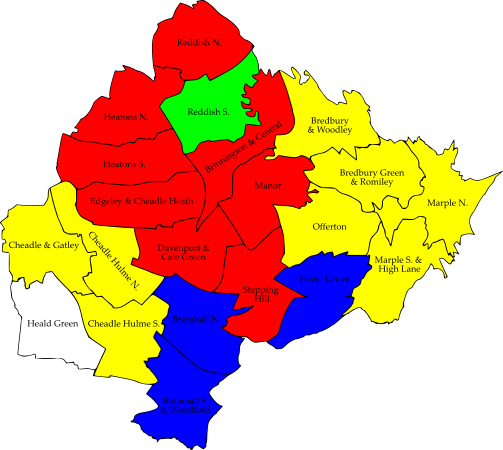 Reddish N.
Reddish S.
Heatons N.
Bredbury
& Woodley
Brinnington & Central
Heatons S.
Bredbury Green
& Romiley
Manor
Edgeley & Cheadle Heath
Marple N.
Offerton
Cheadle & Gatley
Cheadle Hulme N.
Davenport &
Cale Green
Marple S. &
High Lane
Hazel Grove
Stepping
Hill
Heald Green
Cheadle Hulme S.
Bramhall N.
Bramhall S.
& Woodford